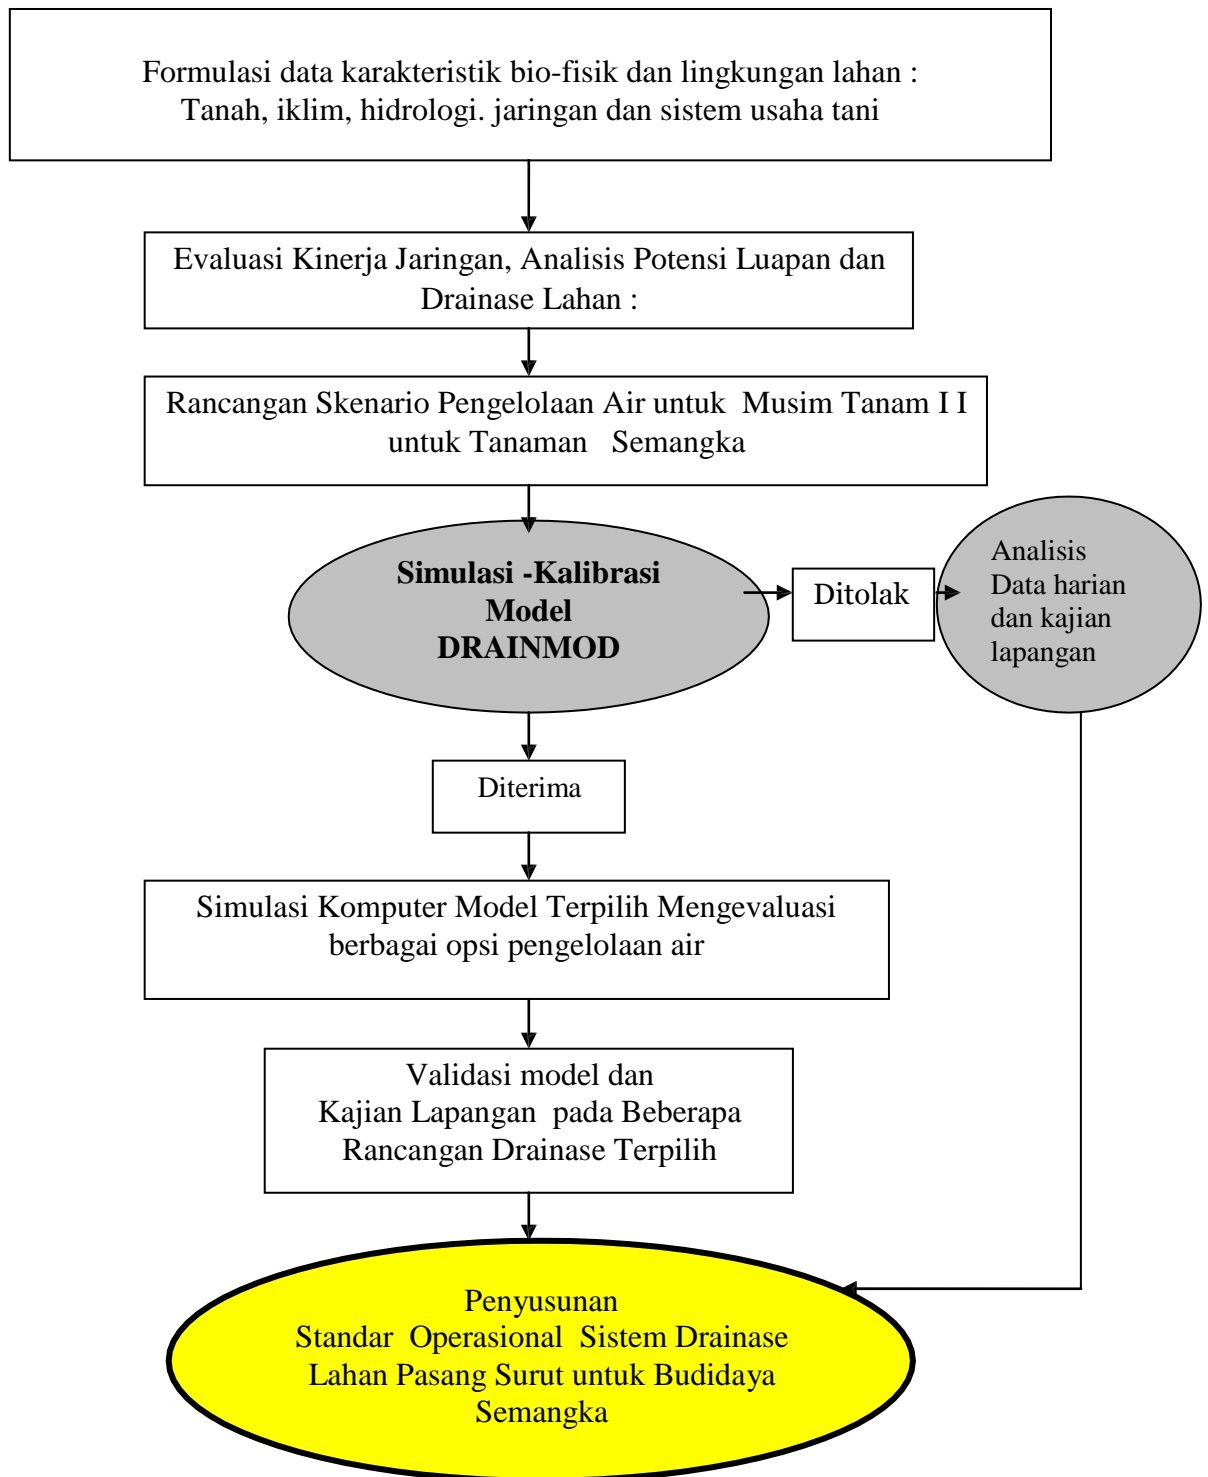 Formulasi data karakteristik bio-fisik dan lingkungan lahan :
Tanah, iklim, hidrologi. jaringan dan sistem usaha tani
Evaluasi Kinerja Jaringan, Analisis Potensi Luapan dan
Drainase Lahan :
Rancangan Skenario Pengelolaan Air untuk Musim Tanam I I
untuk Tanaman Semangka
Simulasi -Kalibrasi
Model
DRAINMOD
Ditolak
Analisis
Data harian
dan kajian
lapangan
Diterima
Simulasi Komputer Model Terpilih Mengevaluasi
berbagai opsi pengelolaan air
Validasi model dan
Kajian Lapangan pada Beberapa
Rancangan Drainase Terpilih
Penyusunan
Standar Operasional Sistem Drainase
Lahan Pasang Surut untuk Budidaya
Semangka